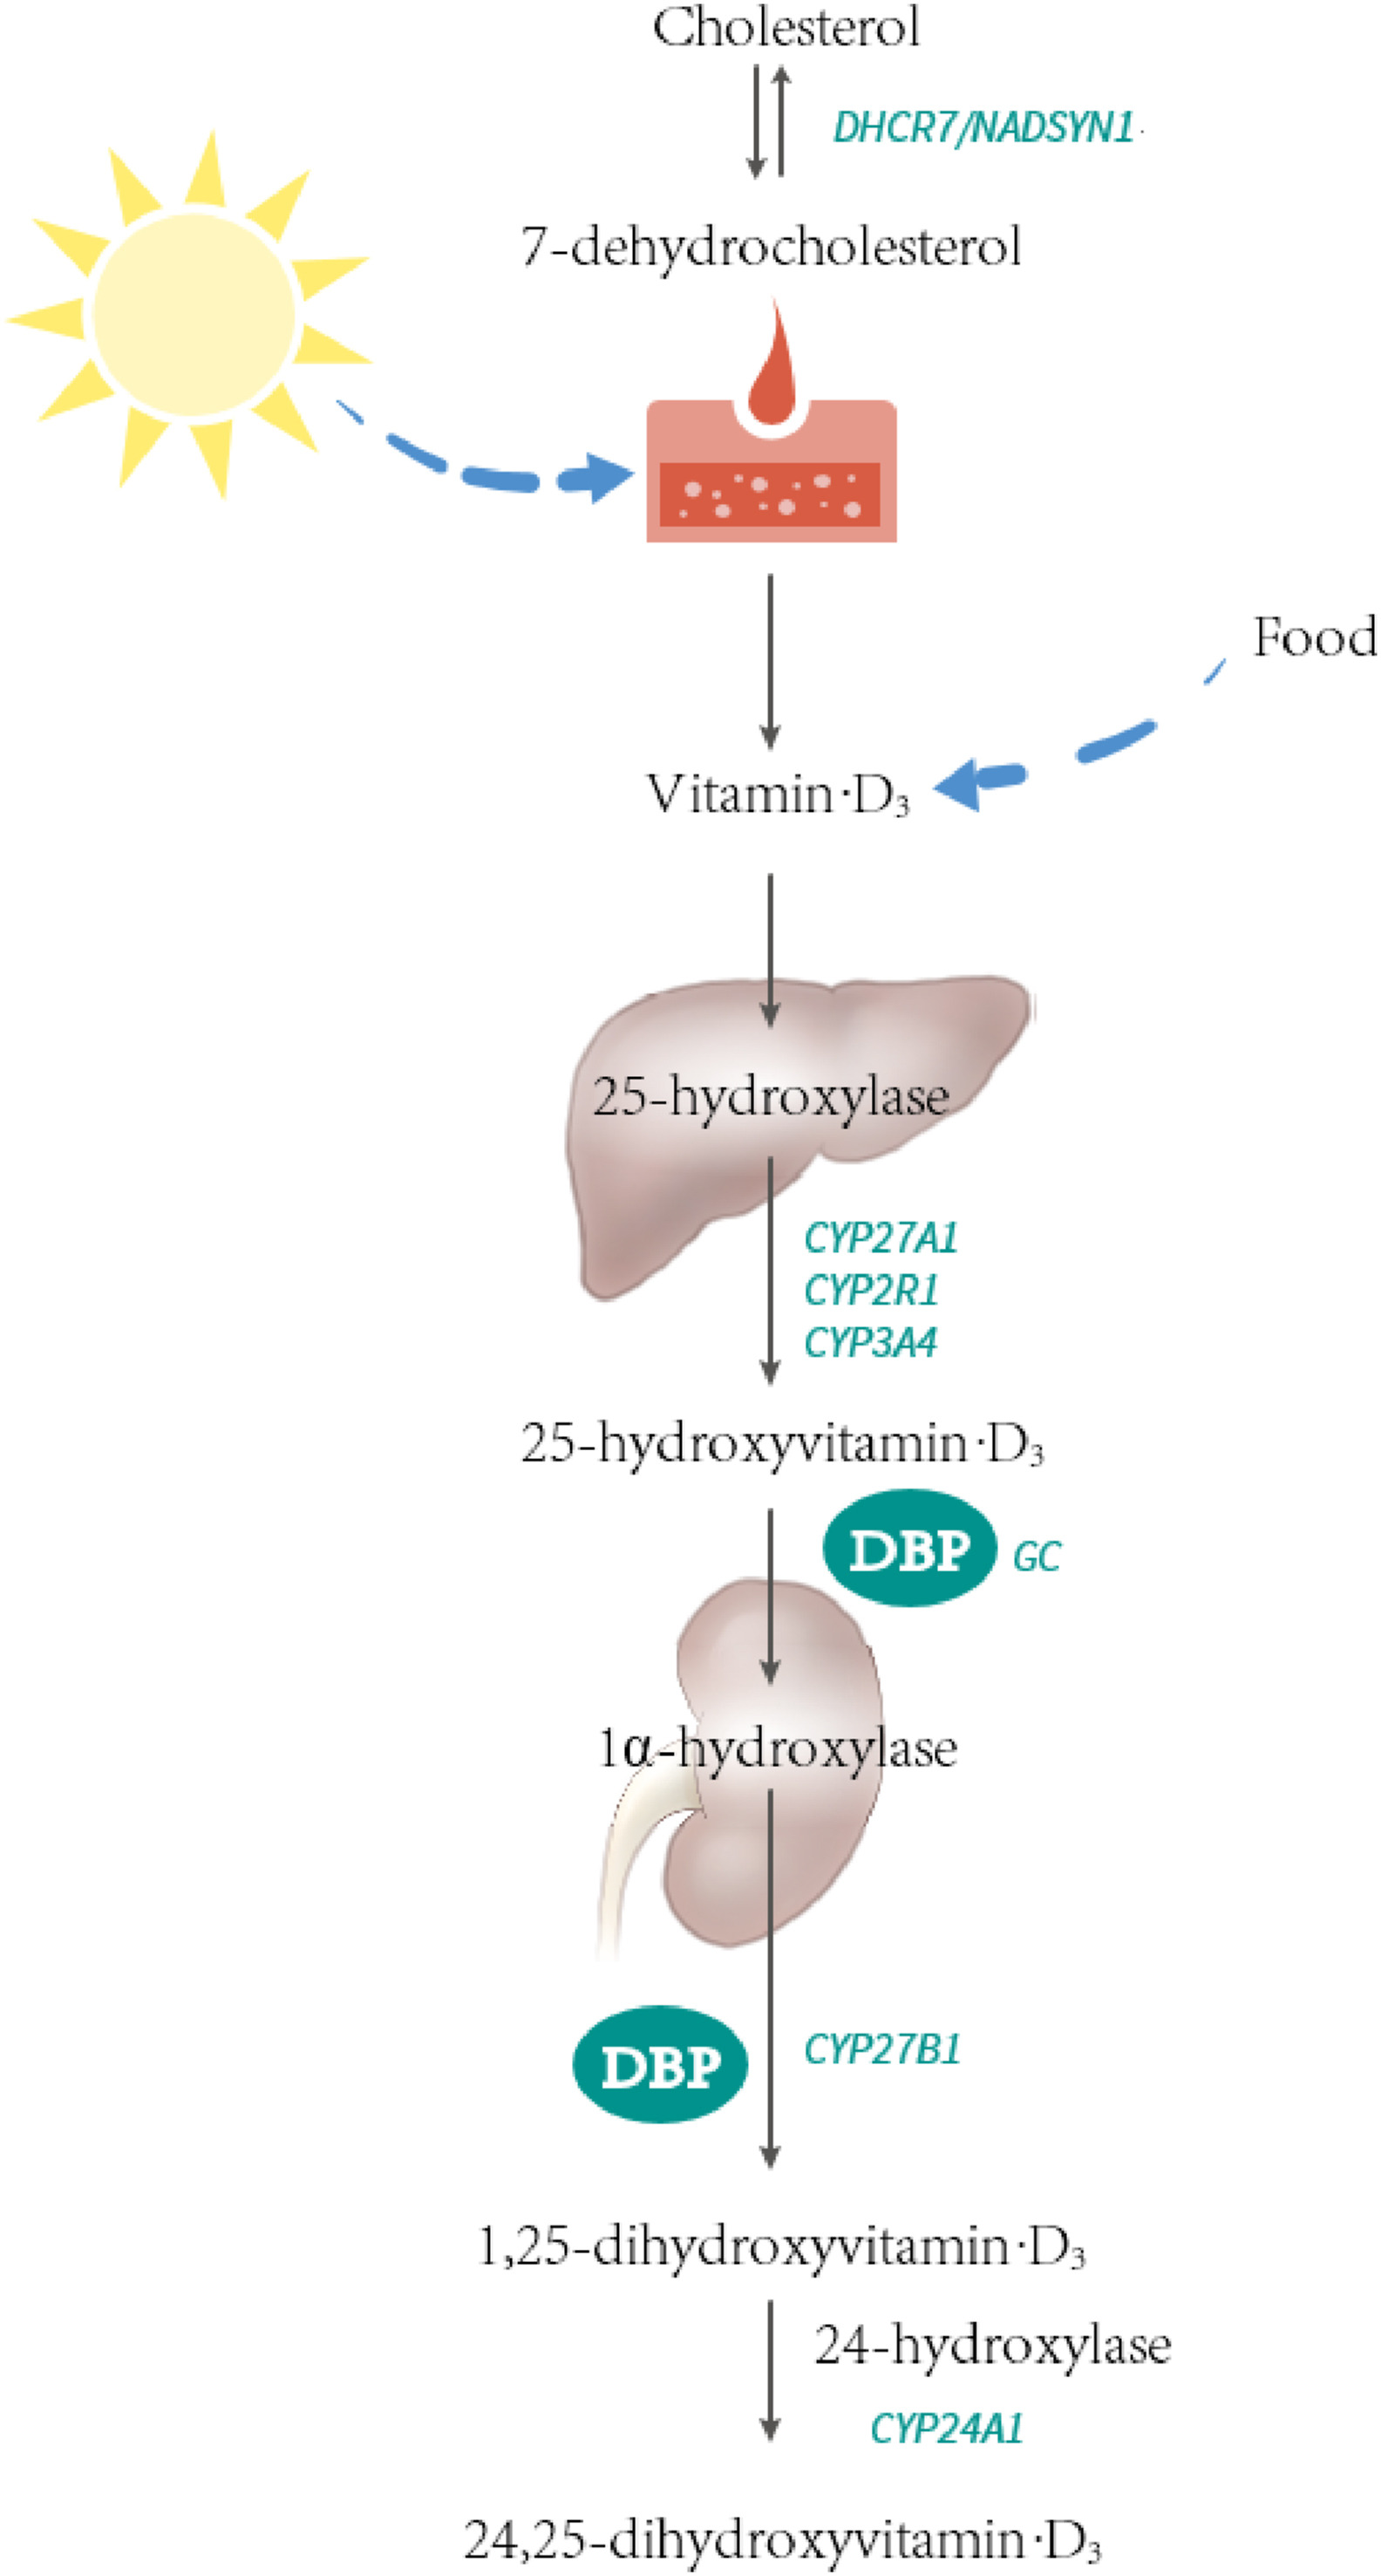 Cholesterol
DHCR7/NADSYN1
7-dehydrocholesterol
Food
Vitamin·D₃
25-hydroxylase
CYP27A1
CYP2R1
CYP3A4
25-hydroxyvitamin·D₃
DBP GC
1α-hydroxylase
DBP CYP27B1
1,25-dihydroxyvitamin·D₃
24-hydroxylase
CYP24A1
24,25-dihydroxyvitamin·D₃